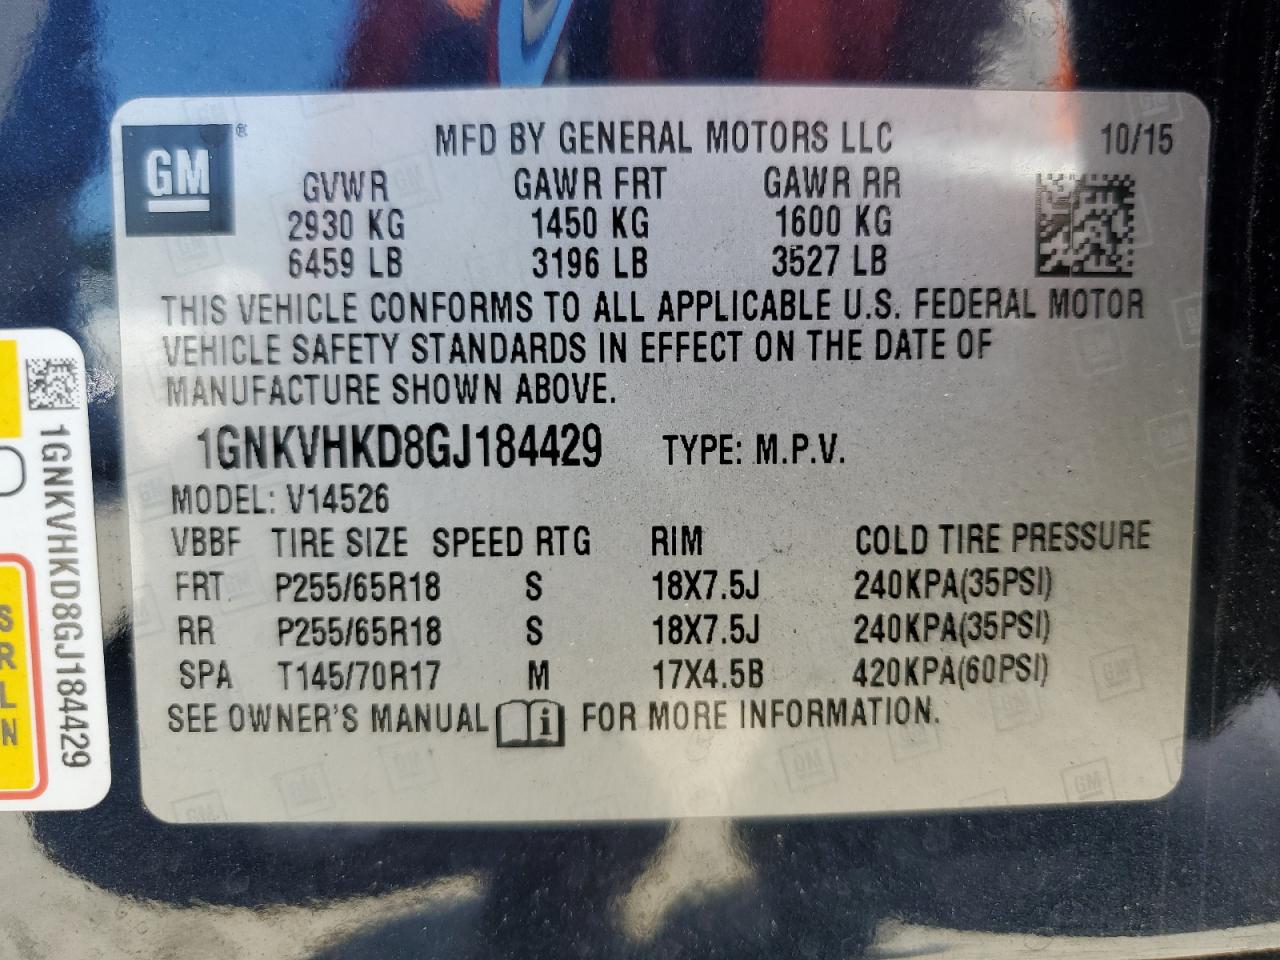 GM ®
MFD BY GENERAL MOTORS LLC 10/15
GVWR GAWR FRT GAWR RR
2930 KG 1450 KG 1600 KG
6459 LB 3196 LB 3527 LB
THIS VEHICLE CONFORMS TO ALL APPLICABLE U.S. FEDERAL MOTOR
VEHICLE SAFETY STANDARDS IN EFFECT ON THE DATE OF
MANUFACTURE SHOWN ABOVE.
1GNKVHKD8GJ184429 TYPE: M.P.V.
MODEL: V14526
VBBF TIRE SIZE SPEED RTG RIM COLD TIRE PRESSURE
FRT P255/65R18 S 18X7.5J 240KPA(35PSI)
RR P255/65R18 S 18X7.5J 240KPA(35PSI)
SPA T145/70R17 M 17X4.5B 420KPA(60PSI)
SEE OWNER'S MANUAL i FOR MORE INFORMATION.
1GNKVHKD8GJ184429
S
R
L
N